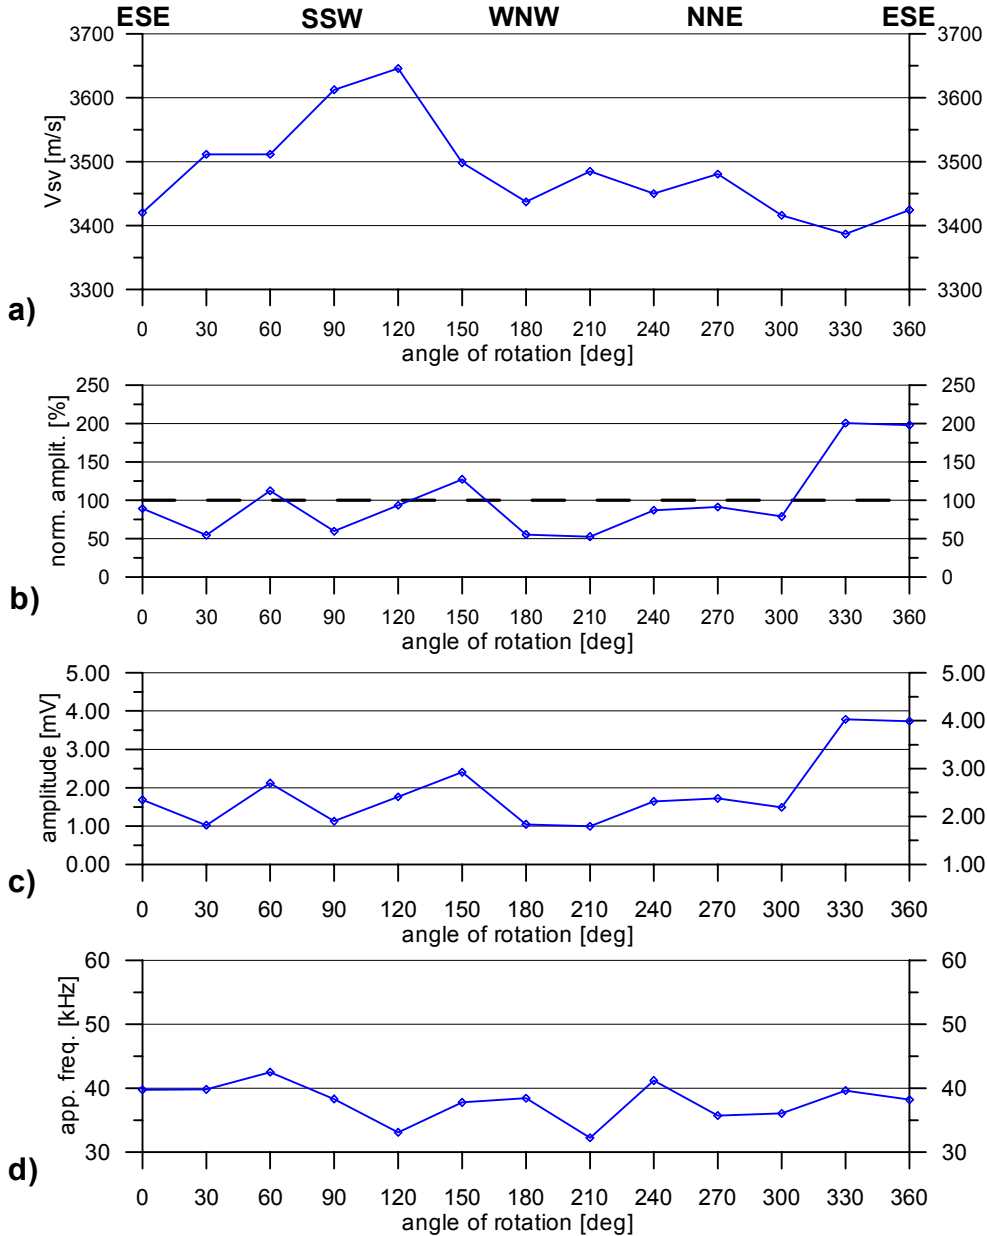 ESE SSW WNW NNE ESE
3700 3700
3600 3600
3500 3500
3400 3400
3300 3300
Vsv [m/s]
a)
0 30 60 90 120 150 180 210 240 270 300 330 360
angle of rotation [deg]
250 250
200 200
150 150
100 100
50 50
0 0
norm. amplit. [%]
b)
0 30 60 90 120 150 180 210 240 270 300 330 360
angle of rotation [deg]
5.00 5.00
4.00 4.00
3.00 3.00
2.00 2.00
1.00
0.00 1.00
amplitude [mV]
c)
0 30 60 90 120 150 180 210 240 270 300 330 360
angle of rotation [deg]
60 60
50 50
40 40
30 30
app. freq. [kHz]
d)
0 30 60 90 120 150 180 210 240 270 300 330 360
angle of rotation [deg]